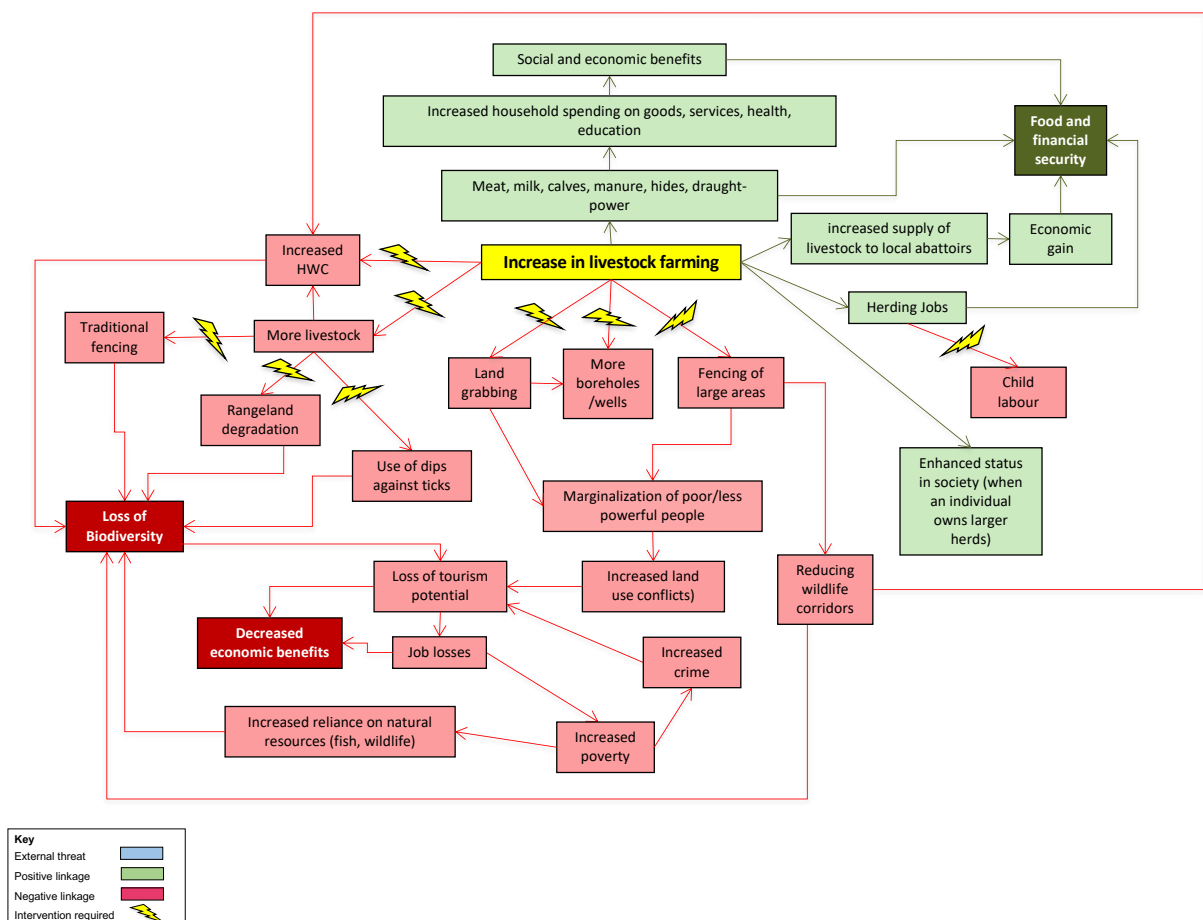 Social and economic benefits
Increased household spending on goods, services, health,
education
Food and
financial
security
Meat, milk, calves, manure, hides, draught-
power
increased supply of
livestock to local abattoirs
Economic
gain
Increased
HWC
Increase in livestock farming
Herding Jobs
Traditional
fencing
More livestock
Land
grabbing
More
boreholes
/wells
Fencing of
large areas
Child
labour
Rangeland
degradation
Use of dips
against ticks
Enhanced status
in society (when
an individual
owns larger
herds)
Marginalization of poor/less
powerful people
Loss of
Biodiversity
Loss of tourism
potential
Increased land
use conflicts)
Reducing
wildlife
corridors
Decreased
economic benefits
Job losses
Increased
crime
Increased reliance on natural
resources (fish, wildlife)
Increased
poverty
Key
External threat
Positive linkage
Negative linkage
Intervention required